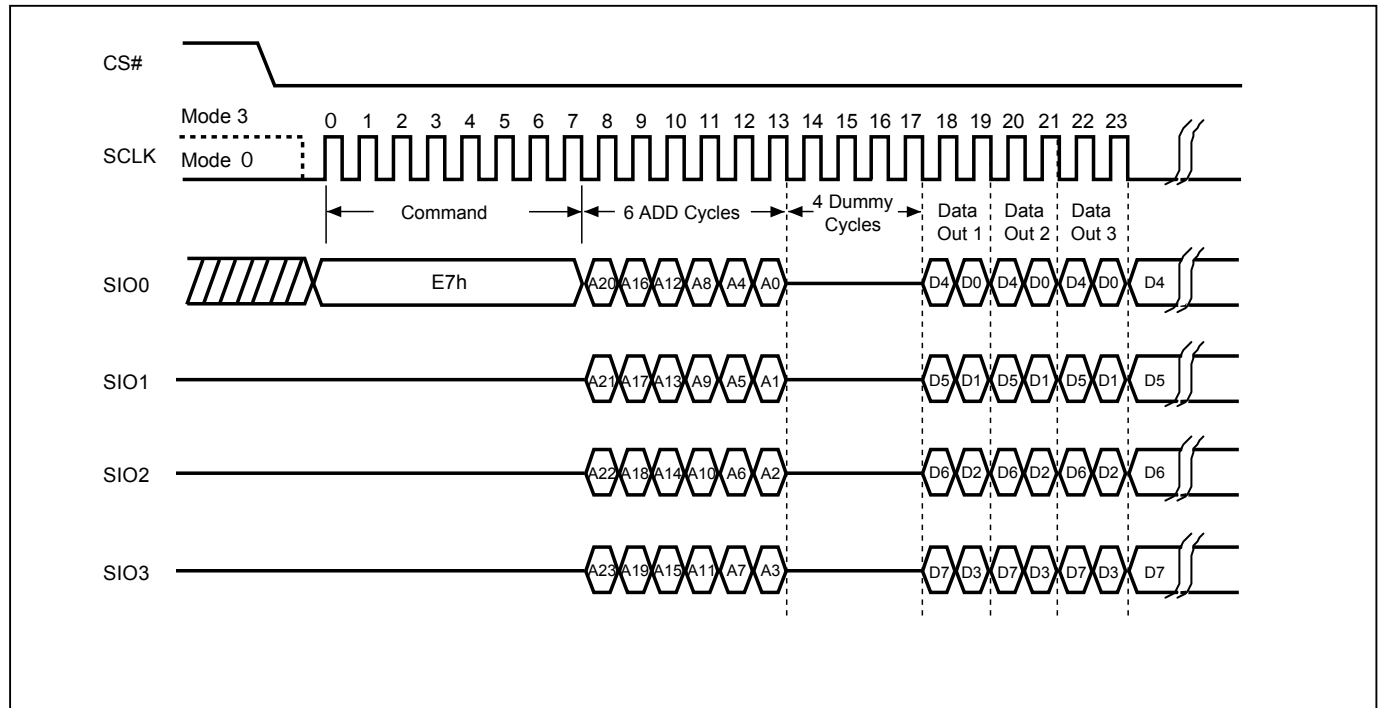 CS#
Mode 3
0 1 2 3 4 5 6 7 8 9 10 11 12 13 14 15 16 17 18 19 20 21 22 23
SCLK
Mode 0
Command
6 ADD Cycles
4 Dummy
Cycles
Data
Out 1
Data
Out 2
Data
Out 3
SIO0
E7h
A20 A16 A12 A8 A4 A0
D4 D0 D4 D0 D4 D0 D4
SIO1
A21 A17 A13 A9 A5 A1
D5 D1 D5 D1 D5 D1 D5
SIO2
A22 A18 A14 A10 A6 A2
D6 D2 D6 D2 D6 D2 D6
SIO3
A23 A19 A15 A11 A7 A3
D7 D3 D7 D3 D7 D3 D7